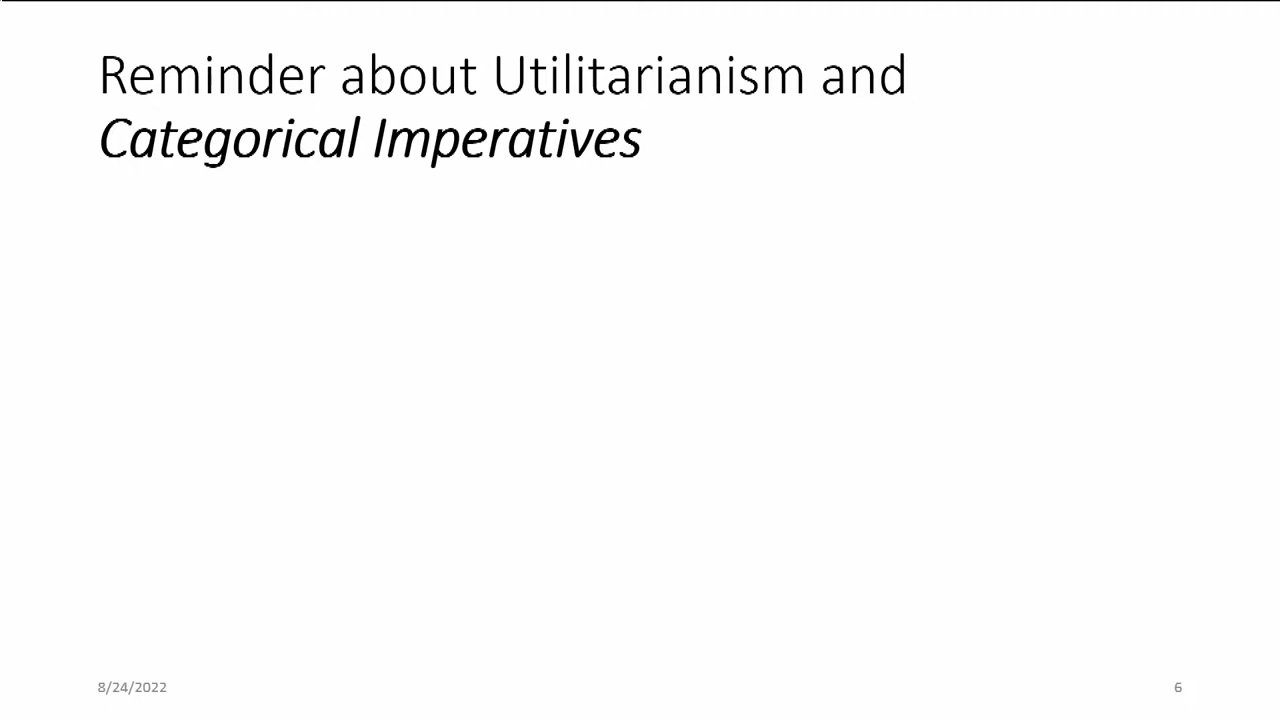 Reminder about Utilitarianism and
Categorical Imperatives
8/24/2022
6